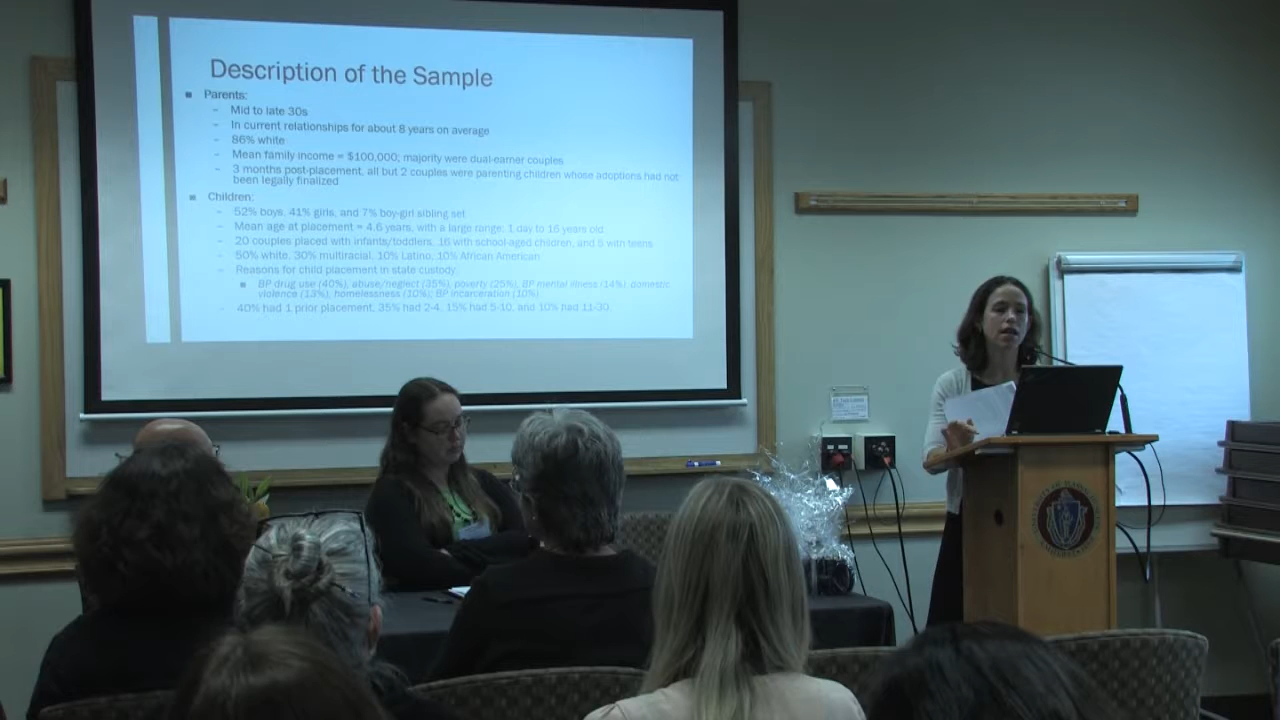 Description of the Sample
■ Parents:
– Mid to late 30s
– In current relationships for about 8 years on average
– 86% white
– Mean family income = $100,000; majority were dual-earner couples
– 3 months post-placement, all but 2 couples were parenting children whose adoptions had not
been legally finalized
■ Children:
– 52% boys, 41% girls, and 7% boy-girl sibling set
– Mean age at placement = 4.6 years, with a large range: 1 day to 16 years old
– 20 couples placed with infants/toddlers, 16 with school-aged children, and 5 with teens
– 50% white, 30% multiracial, 10% Latino, 10% African American
– Reasons for child placement in state custody:
■ BP drug use (40%), abuse/neglect (35%), poverty (25%), BP mental illness (14%), domestic
violence (13%), homelessness (10%); BP incarceration (10%)
– 40% had 1 prior placement, 35% had 2-4, 15% had 5-10, and 10% had 11-30